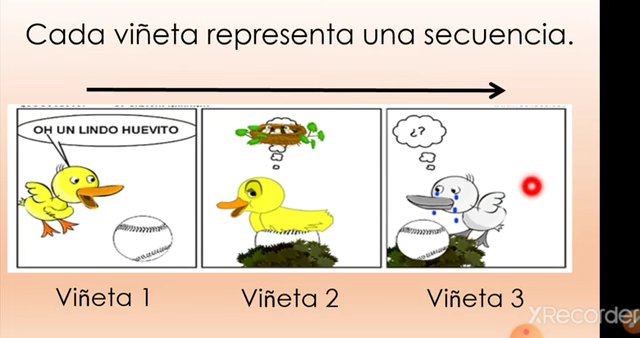 Cada viñeta representa una secuencia.
OH UN LINDO HUEVITO
¿?
Viñeta 1
Viñeta 2
Viñeta 3
XRecorder